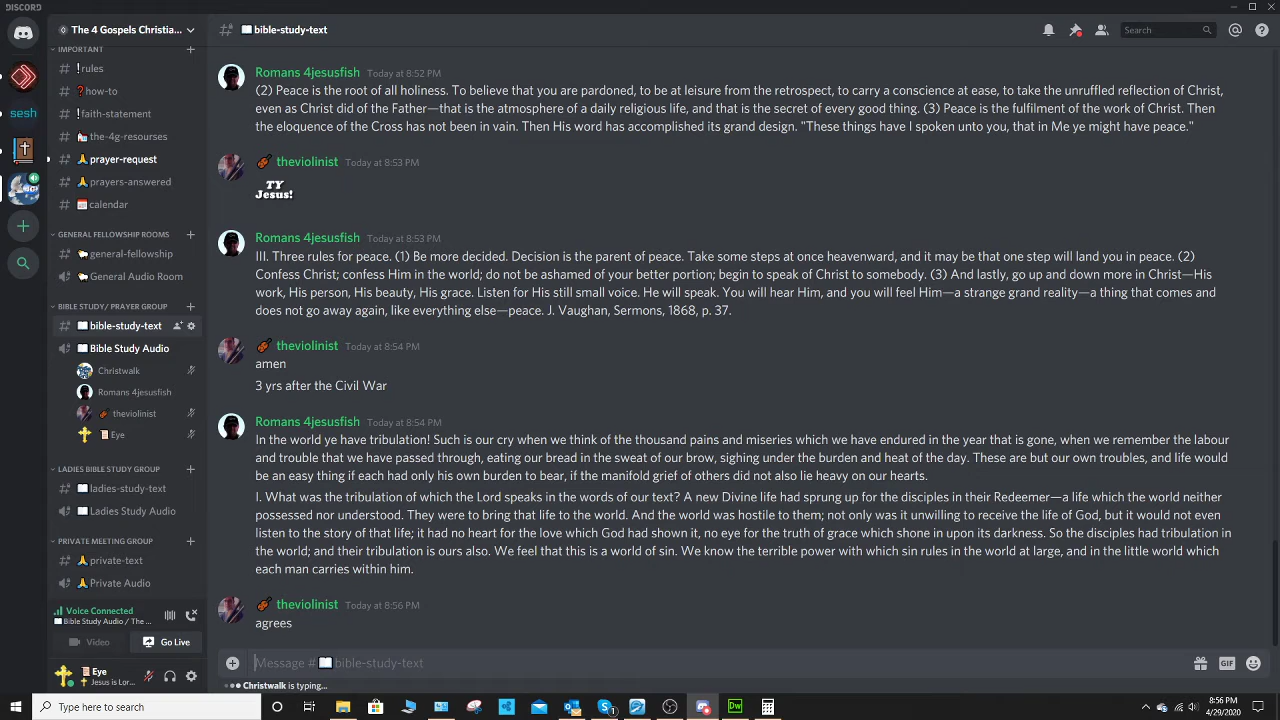 DISCORD
The 4 Gospels Christia...
bible-study-text
Search
IMPORTANT
rules
how-to
faith-statement
the-4g-resourses
prayer-request
prayers-answered
calendar
GENERAL FELLOWSHIP ROOMS
general-fellowship
General Audio Room
BIBLE STUDY/ PRAYER GROUP
bible-study-text
Bible Study Audio
Christwalk
Romans 4jesusfish
theviolinist
Eye
LADIES BIBLE STUDY GROUP
ladies-study-text
Ladies Study Audio
PRIVATE MEETING GROUP
private-text
Private Audio
Voice Connected
Bible Study Audio / The ...
Video
Go Live
Eye
Jesus is Lor...
sesh
Romans 4jesusfish Today at 8:52 PM
(2) Peace is the root of all holiness. To believe that you are pardoned, to be at leisure from the retrospect, to carry a conscience at ease, to take the unruffled reflection of Christ,
even as Christ did of the Father—that is the atmosphere of a daily religious life, and that is the secret of every good thing. (3) Peace is the fulfilment of the work of Christ. Then
the eloquence of the Cross has not been in vain. Then His word has accomplished its grand design. "These things have I spoken unto you, that in Me ye might have peace."
theviolinist Today at 8:53 PM
TY
Jesus!
Romans 4jesusfish Today at 8:53 PM
III. Three rules for peace. (1) Be more decided. Decision is the parent of peace. Take some steps at once heavenward, and it may be that one step will land you in peace. (2)
Confess Christ; confess Him in the world; do not be ashamed of your better portion; begin to speak of Christ to somebody. (3) And lastly, go up and down more in Christ—His
work, His person, His beauty, His grace. Listen for His still small voice. He will speak. You will hear Him, and you will feel Him—a strange grand reality—a thing that comes and
does not go away again, like everything else—peace. J. Vaughan, Sermons, 1868, p. 37.
theviolinist Today at 8:54 PM
amen
3 yrs after the Civil War
Romans 4jesusfish Today at 8:54 PM
In the world ye have tribulation! Such is our cry when we think of the thousand pains and miseries which we have endured in the year that is gone, when we remember the labour
and trouble that we have passed through, eating our bread in the sweat of our brow, sighing under the burden and heat of the day. These are but our own troubles, and life would
be an easy thing if each had only his own burden to bear, if the manifold grief of others did not also lie heavy on our hearts.
I. What was the tribulation of which the Lord speaks in the words of our text? A new Divine life had sprung up for the disciples in their Redeemer—a life which the world neither
possessed nor understood. They were to bring that life to the world. And the world was hostile to them; not only was it unwilling to receive the life of God, but it would not even
listen to the story of that life; it had no heart for the love which God had shown it, no eye for the truth of grace which shone in upon its darkness. So the disciples had tribulation in
the world; and their tribulation is ours also. We feel that this is a world of sin. We know the terrible power with which sin rules in the world at large, and in the little world which
each man carries within him.
theviolinist Today at 8:56 PM
agrees
Message # bible-study-text
GIF
Christwalk is typing...
Type here to search
Dw
8:56 PM
4/29/2020